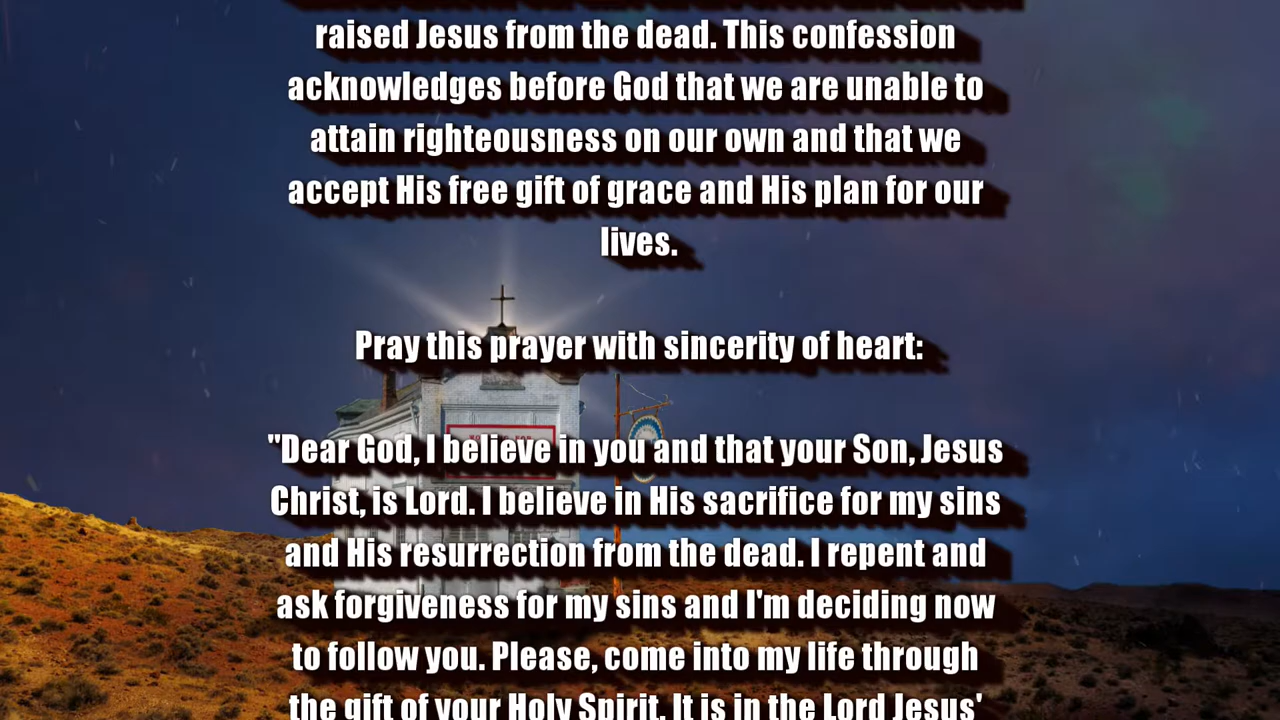 raised Jesus from the dead. This confession
acknowledges before God that we are unable to
attain righteousness on our own and that we
accept His free gift of grace and His plan for our
lives.
Pray this prayer with sincerity of heart:
"Dear God, I believe in you and that your Son, Jesus
Christ, is Lord. I believe in His sacrifice for my sins
and His resurrection from the dead. I repent and
ask forgiveness for my sins and I'm deciding now
to follow you. Please, come into my life through
the gift of your Holy Spirit. It is in the Lord Jesus'